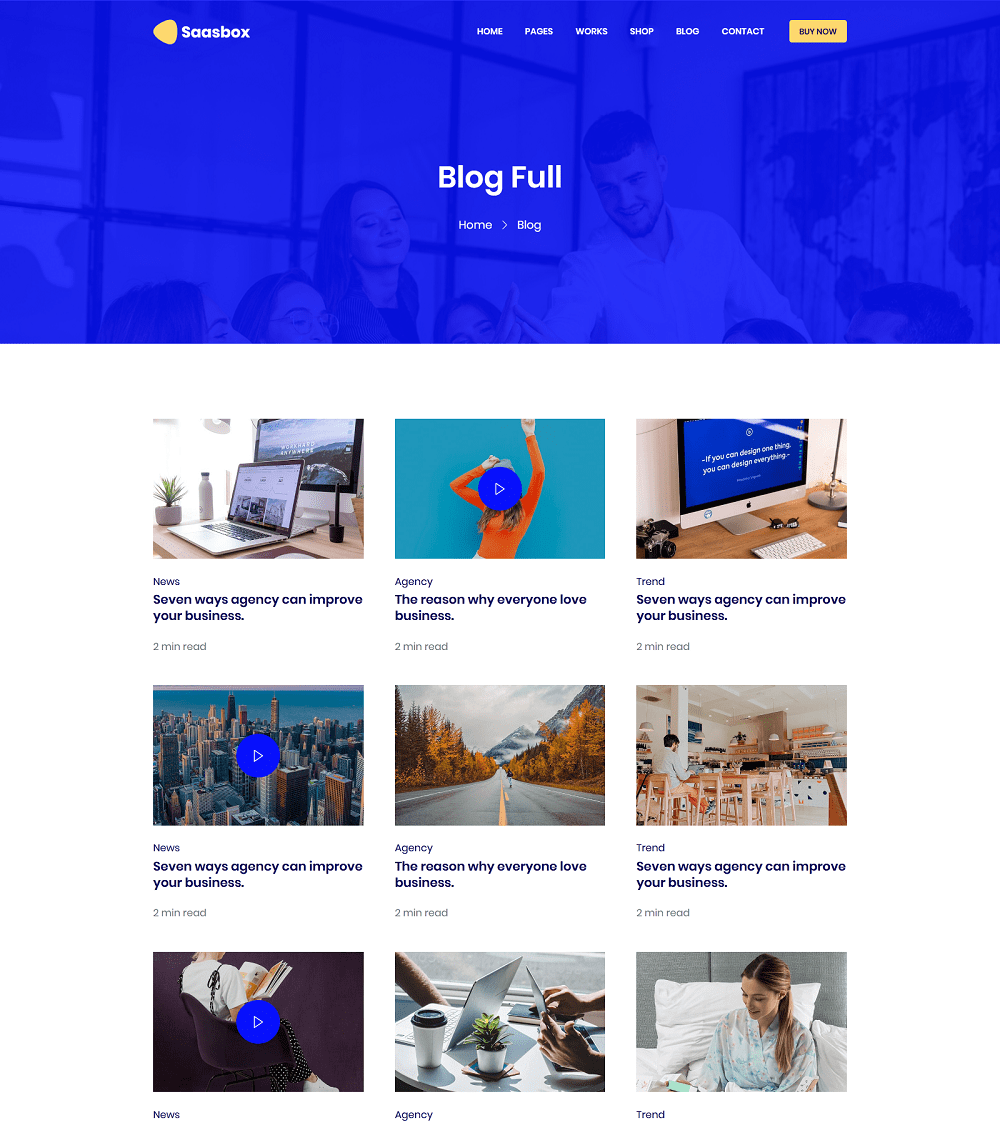 Saasbox
HOME PAGES WORKS SHOP BLOG CONTACT BUY NOW
Blog Full
Home > Blog
WORKHARD
ANYWHERE
-If you can design one thing.
you can design everything.-
News
Seven ways agency can improve
your business.
2 min read
Agency
The reason why everyone love
business.
2 min read
Trend
Seven ways agency can improve
your business.
2 min read
News
Seven ways agency can improve
your business.
2 min read
Agency
The reason why everyone love
business.
2 min read
Trend
Seven ways agency can improve
your business.
2 min read
News
Agency
Trend